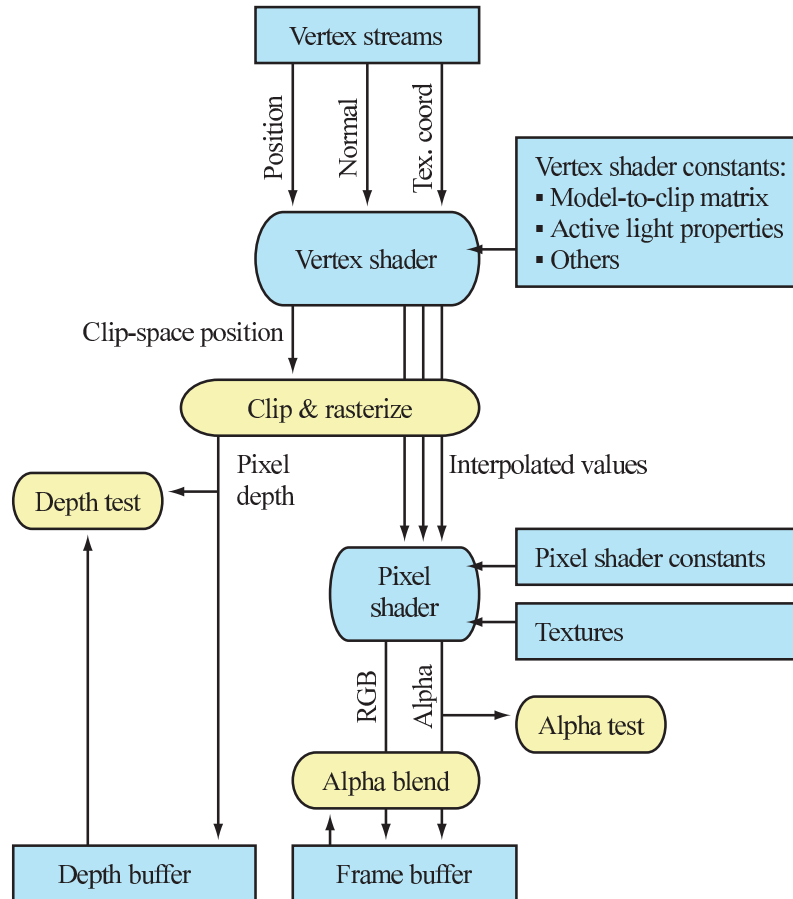 Vertex streams
Position
Normal
Tex. coord
Vertex shader constants:
▪ Model-to-clip matrix
▪ Active light properties
▪ Others
Vertex shader
Clip-space position
Clip & rasterize
Pixel
depth
Interpolated values
Depth test
Pixel shader constants
Pixel
shader
Textures
RGB
Alpha
Alpha test
Alpha blend
Depth buffer
Frame buffer